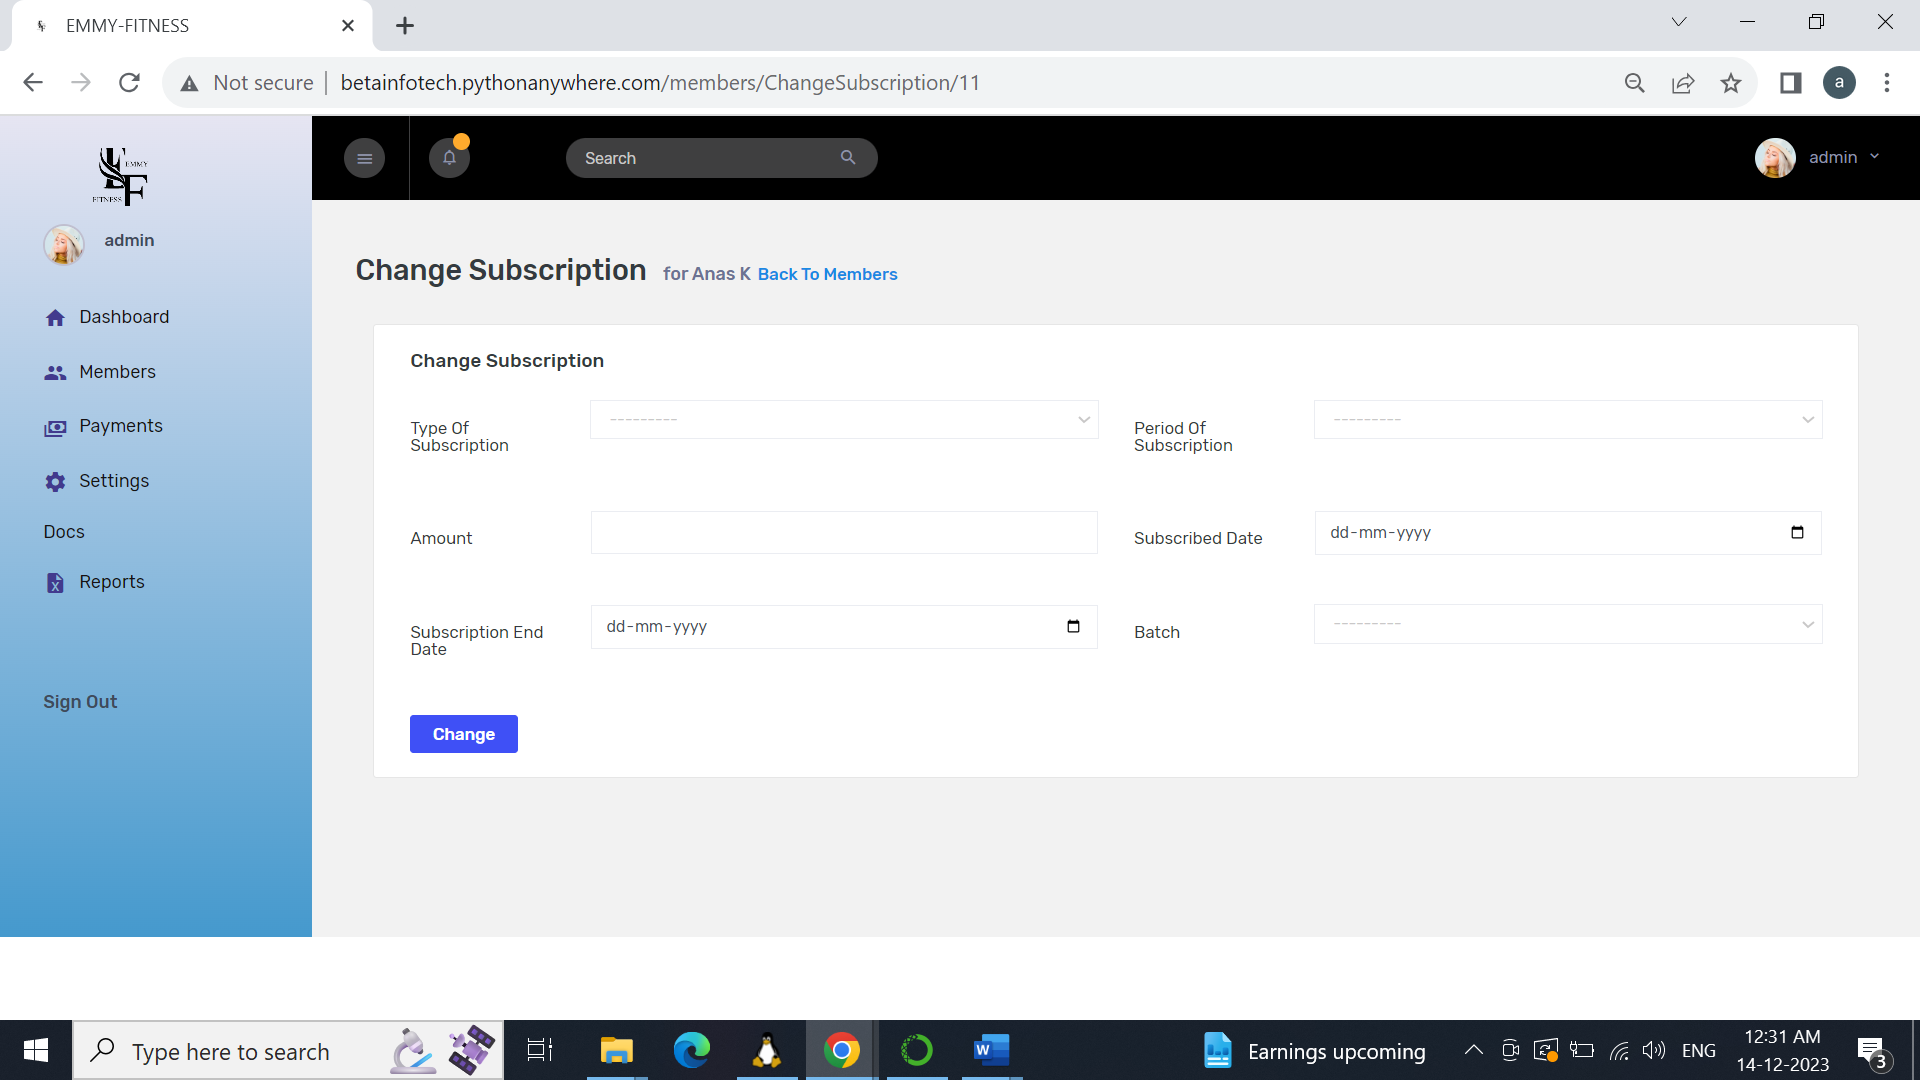 EMMY-FITNESS
Not secure
betainfotech.pythonanywhere.com/members/ChangeSubscription/11
a
EMMY
FITNESS
Search
admin
admin
Dashboard
Members
Payments
Settings
Docs
Reports
Sign Out
Change Subscription for Anas K Back To Members
Change Subscription
Type Of
Subscription
---------
Period Of
Subscription
---------
Amount
Subscribed Date
dd-mm-yyyy
Subscription End
Date
dd-mm-yyyy
Batch
---------
Change
Type here to search
Earnings upcoming
ENG
12:31 AM
14-12-2023
3